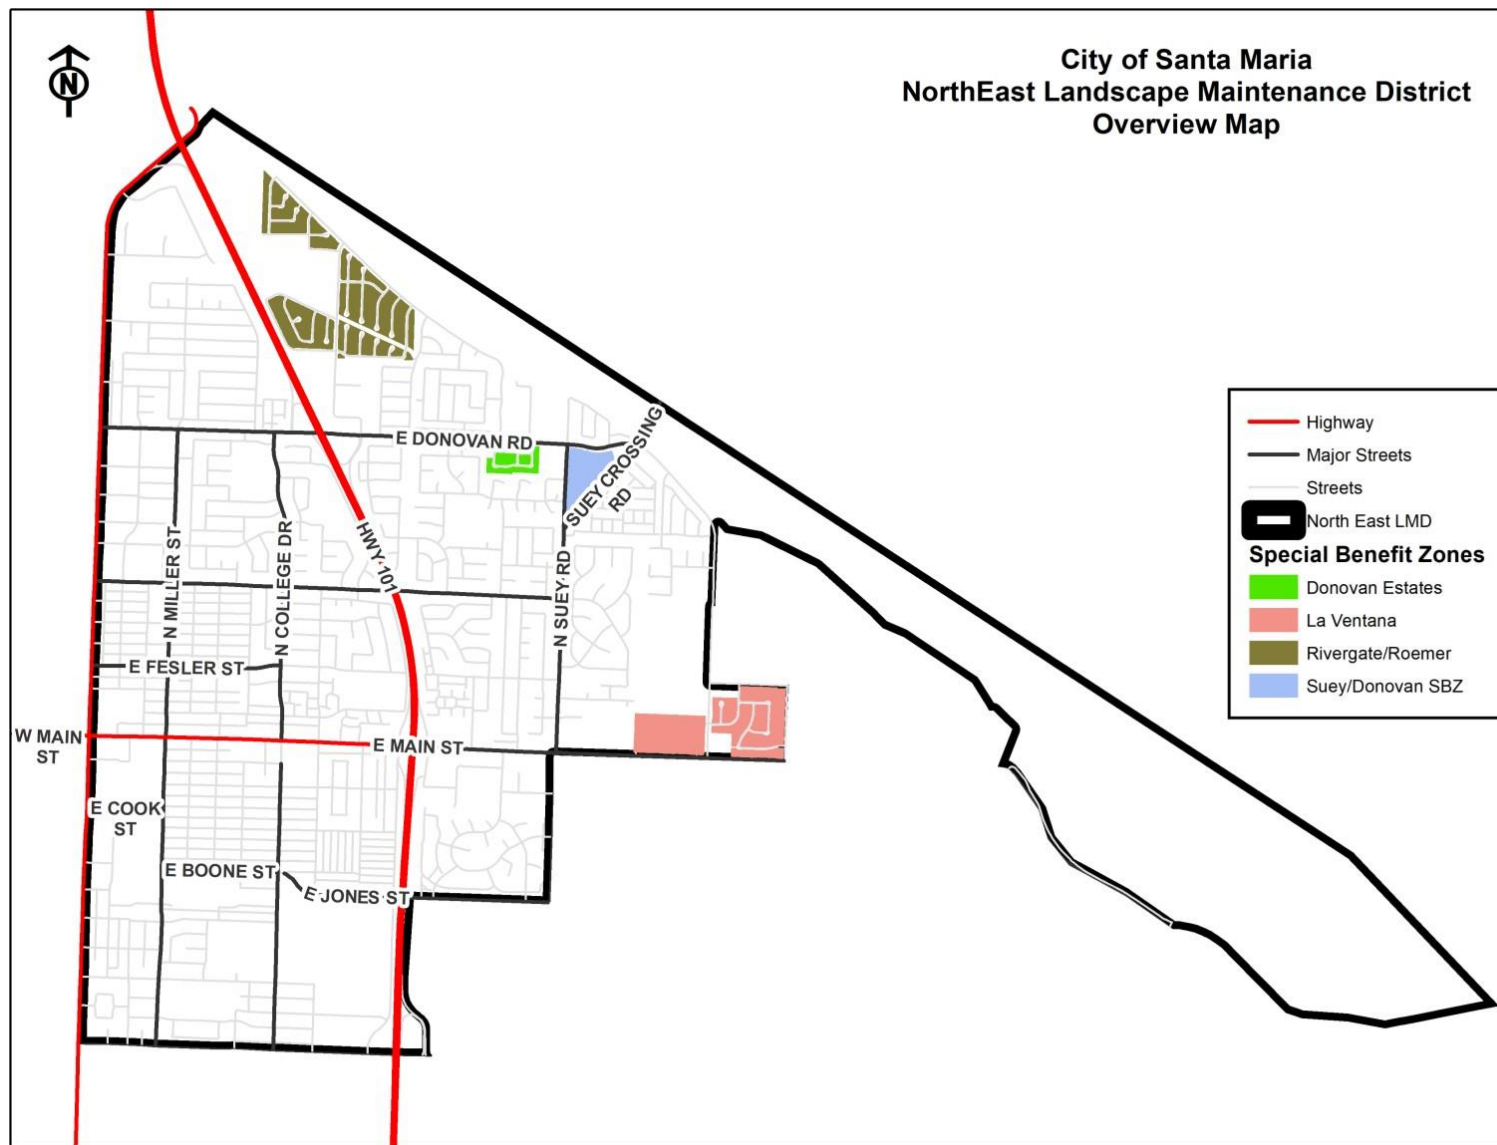 N
City of Santa Maria
NorthEast Landscape Maintenance District
Overview Map
E DONOVAN RD
SUEY CROSSING
RD
HWY 101
N MILLER ST
N COLLEGE DR
N SUEY RD
E FESLER ST
W MAIN
ST
E MAIN ST
E COOK
ST
E BOONE ST
E JONES ST
Highway
Major Streets
Streets
North East LMD
Special Benefit Zones
Donovan Estates
La Ventana
Rivergate/Roemer
Suey/Donovan SBZ